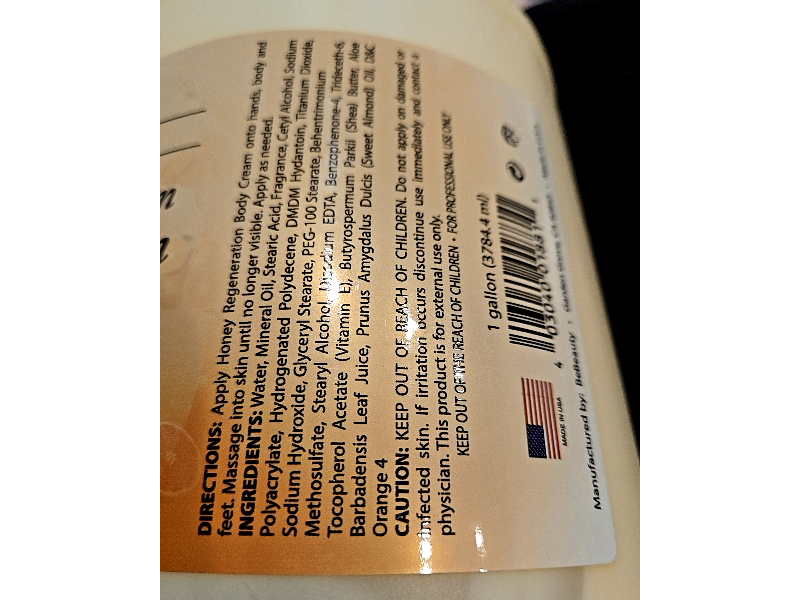 DIRECTIONS: Apply Honey Regeneration Body Cream onto hands, body and
feet. Massage into skin until no longer visible. Apply as needed.
INGREDIENTS: Water, Mineral Oil, Stearic Acid, Fragrance, Cetyl Alcohol, Sodium
Polyacrylate, Hydrogenated Polydecene, DMDM Hydantoin, Titanium Dioxide,
Sodium Hydroxide, Glyceryl Stearate, PEG-100 Stearate, Behentrimonium
Methosulfate, Stearyl Alcohol, Disodium EDTA, Benzophenone-4, Trideceth-6,
Tocopherol Acetate (Vitamin E), Butyrospermum Parkii (Shea) Butter, Aloe
Barbadensis Leaf Juice, Prunus Amygdalus Dulcis (Sweet Almond) Oil, D&C
Orange 4
CAUTION: KEEP OUT OF REACH OF CHILDREN. Do not apply on damaged or
infected skin. If irritation occurs discontinue use immediately and contact a
physician. This product is for external use only.
KEEP OUT OF THE REACH OF CHILDREN • FOR PROFESSIONAL USE ONLY
1 gallon (3784.4 ml)
MADE IN USA
4
Manufactured by: BeBeauty • Garden Grove, CA